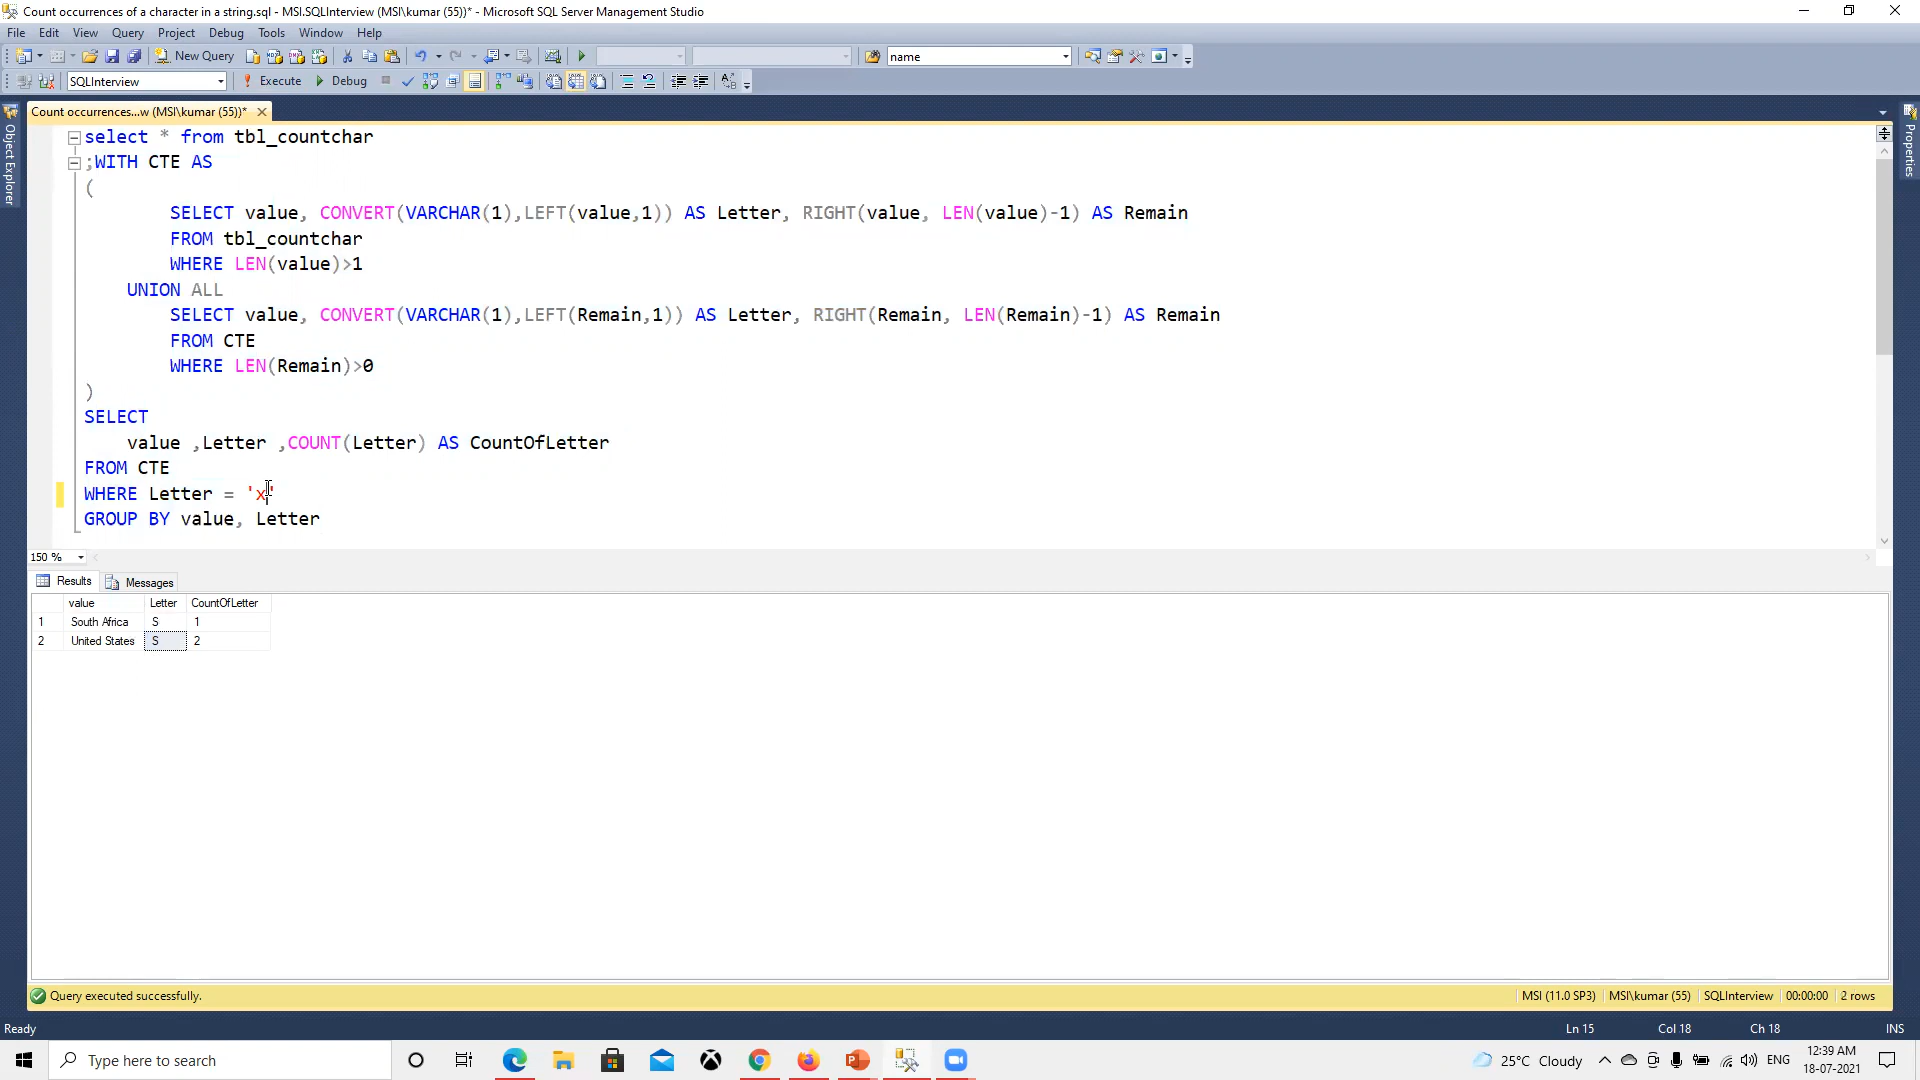 Count occurrences of a character in a string.sql - MSI.SQLInterview (MSI\kumar (55))* - Microsoft SQL Server Management Studio
File Edit View Query Project Debug Tools Window Help
New Query name
SQLInterview Execute Debug
Count occurrences...w (MSI\kumar (55))*
Object Explorer
Properties
select * from tbl_countchar
;WITH CTE AS
(
SELECT value, CONVERT(VARCHAR(1),LEFT(value,1)) AS Letter, RIGHT(value, LEN(value)-1) AS Remain
FROM tbl_countchar
WHERE LEN(value)>1
UNION ALL
SELECT value, CONVERT(VARCHAR(1),LEFT(Remain,1)) AS Letter, RIGHT(Remain, LEN(Remain)-1) AS Remain
FROM CTE
WHERE LEN(Remain)>0
)
SELECT
value ,Letter ,COUNT(Letter) AS CountOfLetter
FROM CTE
WHERE Letter = 'x'
GROUP BY value, Letter
150 %
Results Messages
value Letter CountOfLetter
1 South Africa S 1
2 United States S 2
Query executed successfully. MSI (11.0 SP3) MSI\kumar (55) SQLInterview 00:00:00 2 rows
Ready Ln 15 Col 18 Ch 18 INS
Type here to search 25°C Cloudy ENG 12:39 AM
18-07-2021